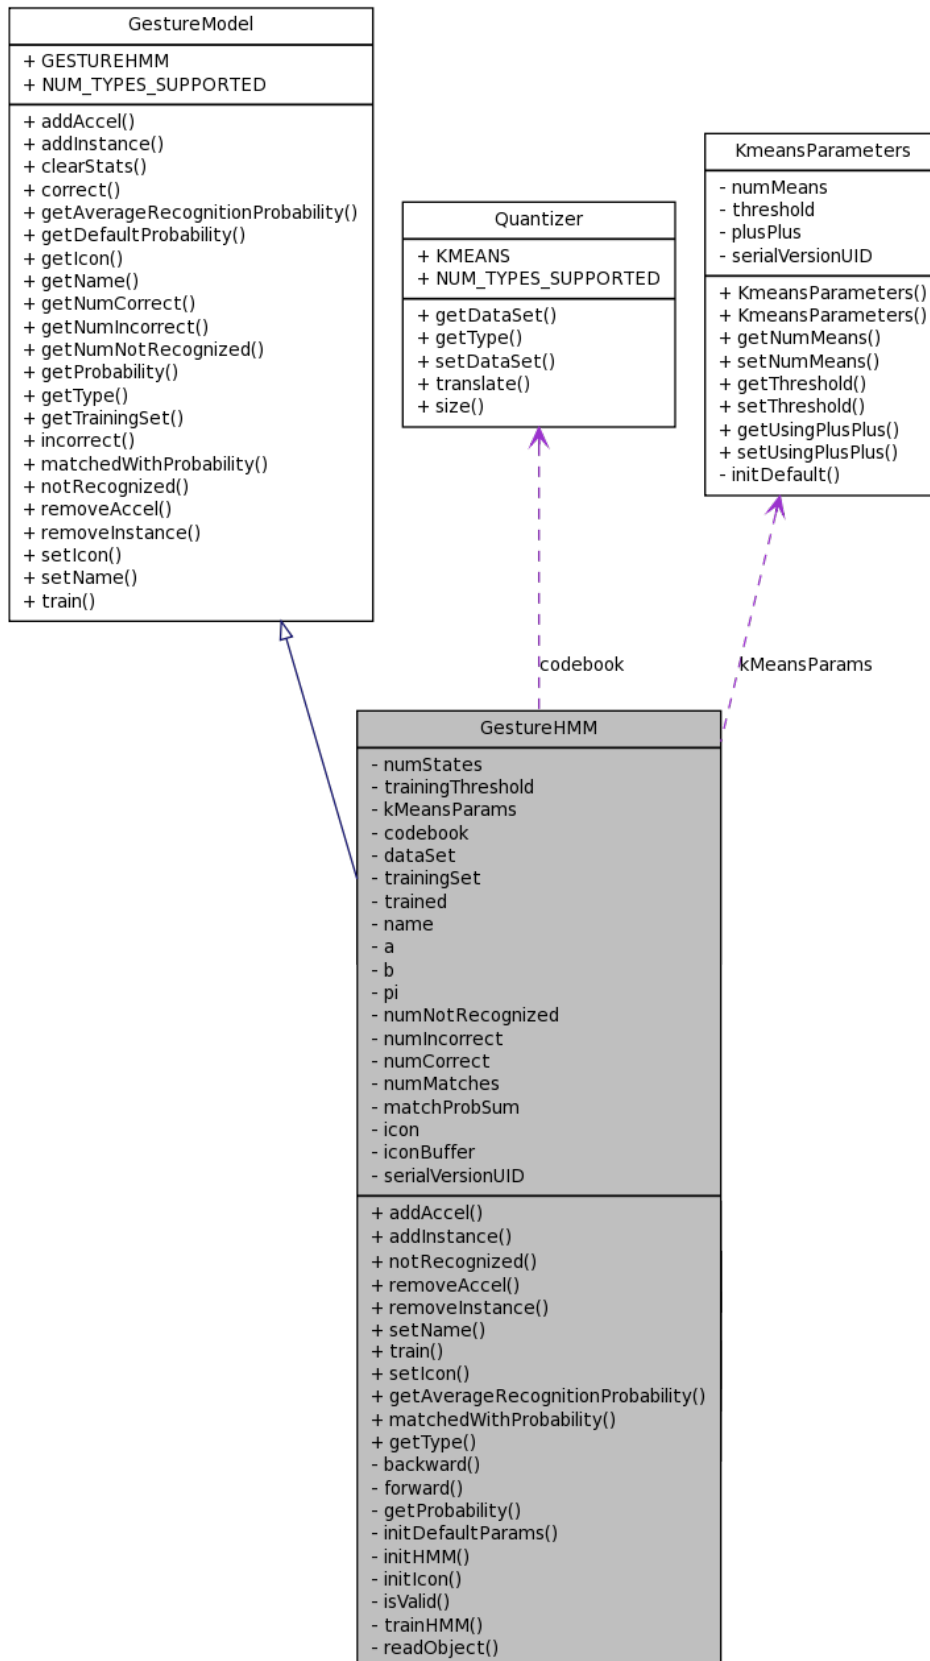 GestureModel
+ GESTUREHMM
+ NUM_TYPES_SUPPORTED
+ addAccel()
+ addInstance()
+ clearStats()
+ correct()
+ getAverageRecognitionProbability()
+ getDefaultProbability()
+ getIcon()
+ getName()
+ getNumCorrect()
+ getNumIncorrect()
+ getNumNotRecognized()
+ getProbability()
+ getType()
+ getTrainingSet()
+ incorrect()
+ matchedWithProbability()
+ notRecognized()
+ removeAccel()
+ removeInstance()
+ setIcon()
+ setName()
+ train()
Quantizer
+ KMEANS
+ NUM_TYPES_SUPPORTED
+ getDataSet()
+ getType()
+ setDataSet()
+ translate()
+ size()
KmeansParameters
- numMeans
- threshold
- plusPlus
- serialVersionUID
+ KmeansParameters()
+ KmeansParameters()
+ getNumMeans()
+ setNumMeans()
+ getThreshold()
+ setThreshold()
+ getUsingPlusPlus()
+ setUsingPlusPlus()
- initDefault()
codebook
kMeansParams
GestureHMM
- numStates
- trainingThreshold
- kMeansParams
- codebook
- dataSet
- trainingSet
- trained
- name
- a
- b
- pi
- numNotRecognized
- numIncorrect
- numCorrect
- numMatches
- matchProbSum
- icon
- iconBuffer
- serialVersionUID
+ addAccel()
+ addInstance()
+ notRecognized()
+ removeAccel()
+ removeInstance()
+ setName()
+ train()
+ setIcon()
+ getAverageRecognitionProbability()
+ matchedWithProbability()
+ getType()
- backward()
- forward()
- getProbability()
- initDefaultParams()
- initHMM()
- initIcon()
- isValid()
- trainHMM()
- readObject()